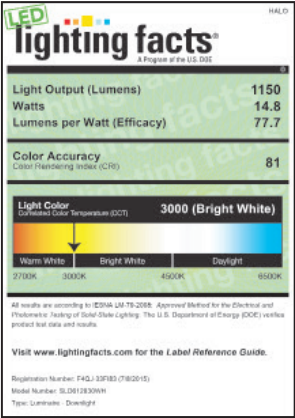 HALO
LED
lighting facts®
A Program of the U.S. DOE
Light Output (Lumens) 1150
Watts 14.8
Lumens per Watt (Efficacy) 77.7
Color Accuracy
Color Rendering Index (CRI) 81
Light Color
Correlated Color Temperature (CCT) 3000 (Bright White)
Warm White Bright White Daylight
2700K 3000K 4500K 6500K
All results are according to IESNA LM-79-2008: Approved Method for the Electrical and
Photometric Testing of Solid-State Lighting. The U.S. Department of Energy (DOE) verifies
product test data and results.
Visit www.lightingfacts.com for the Label Reference Guide.
Registration Number: (7/8/2015)
Model Number: SLD612830WH
Type: Luminaire - Downlight